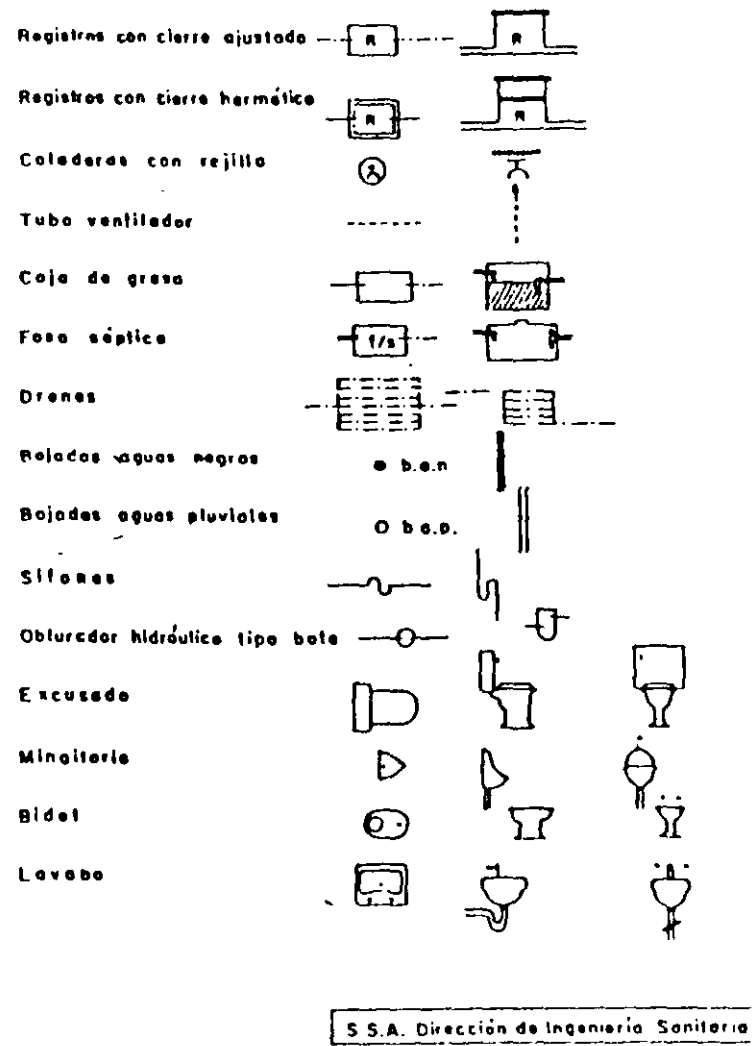 Registros con cierre ajustado
R
R
Registros con cierre hermético
R
R
Coladeras con rejilla
Tubo ventilador
Caja de grasa
Fosa séptica
f/s
Drenes
Bajadas aguas negras
b.a.n
Bajadas aguas pluviales
b a.p.
Sifones
Obturador hidráulico tipo bote
Excusado
Mingitorio
Bidet
Lavabo
S S.A. Dirección de Ingeniería Sanitaria